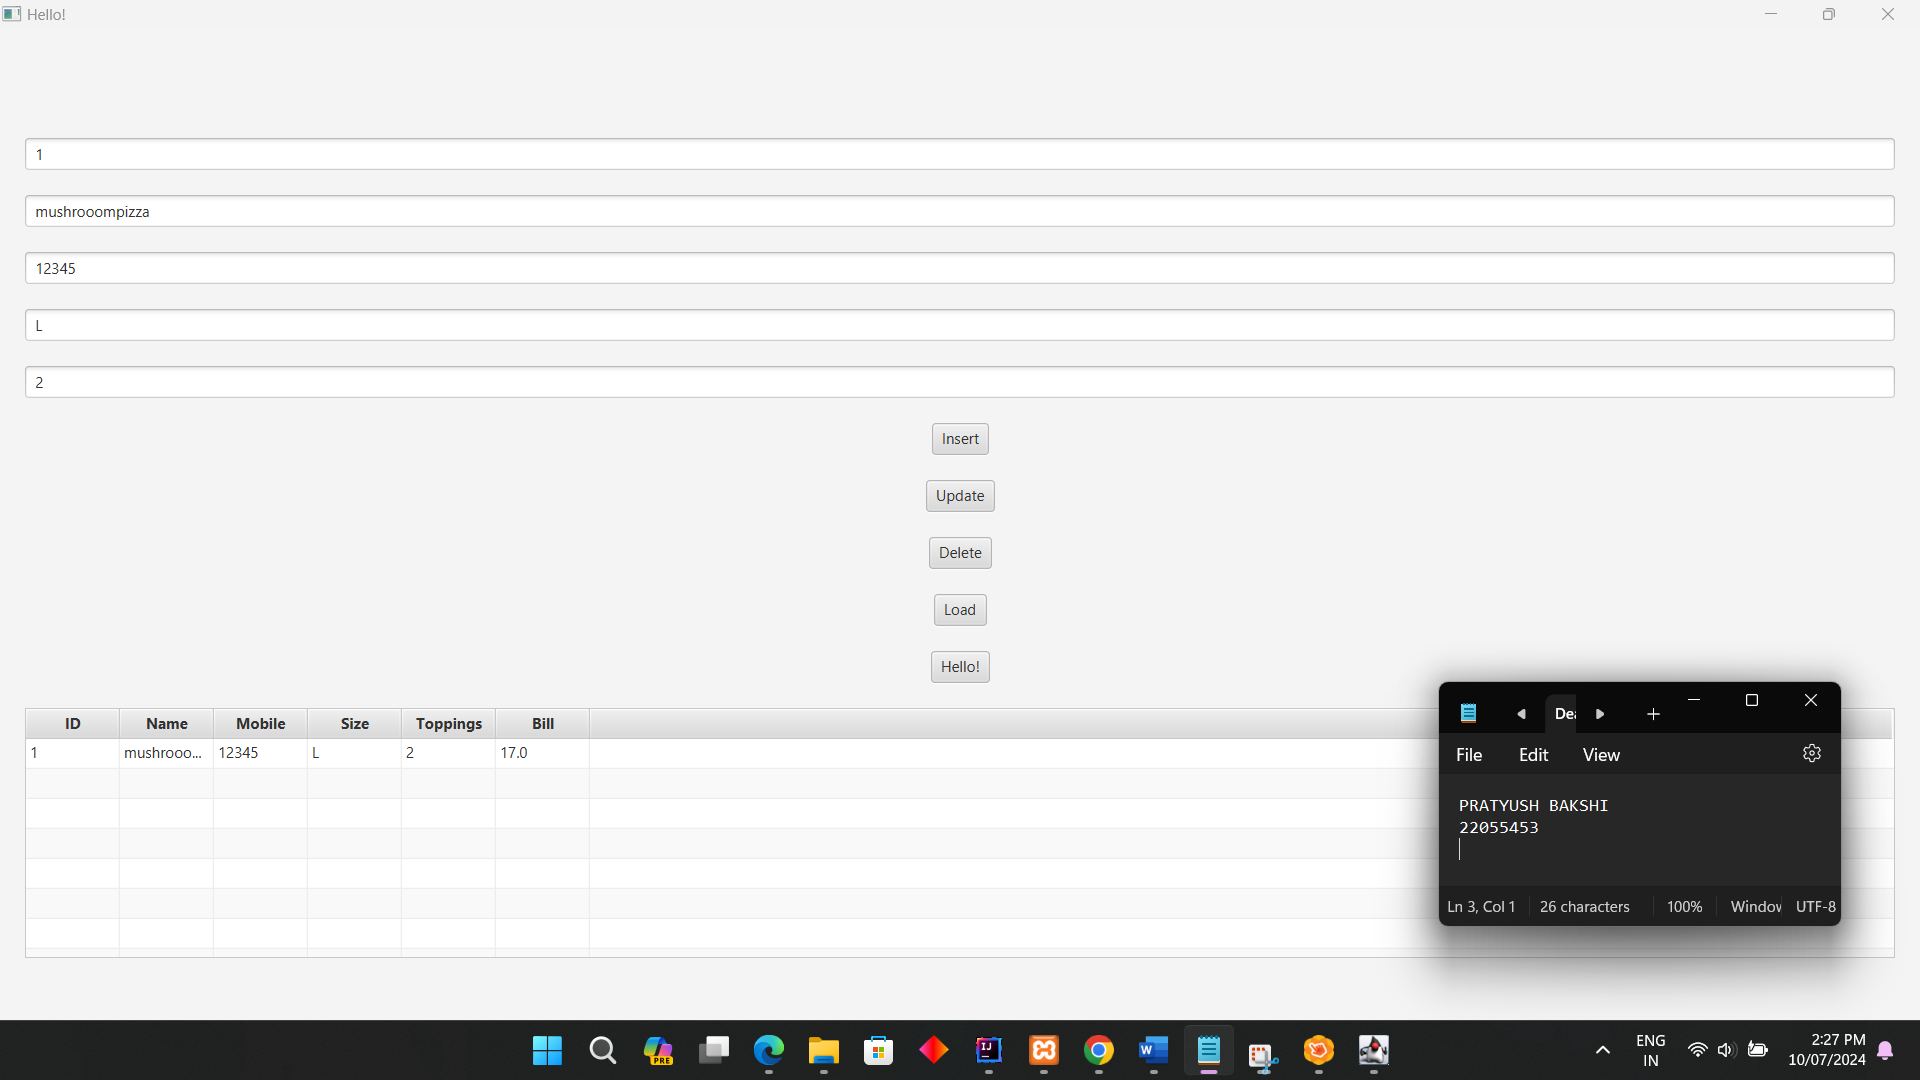 Hello!
1
mushrooompizza
12345
L
2
Insert
Update
Delete
Load
Hello!
ID Name Mobile Size Toppings Bill
1 mushrooo... 12345 L 2 17.0
File Edit View
PRATYUSH BAKSHI
22055453
Ln 3, Col 1 26 characters 100% UTF-8
PRE
IJ
W
ENG
IN
2:27 PM
10/07/2024